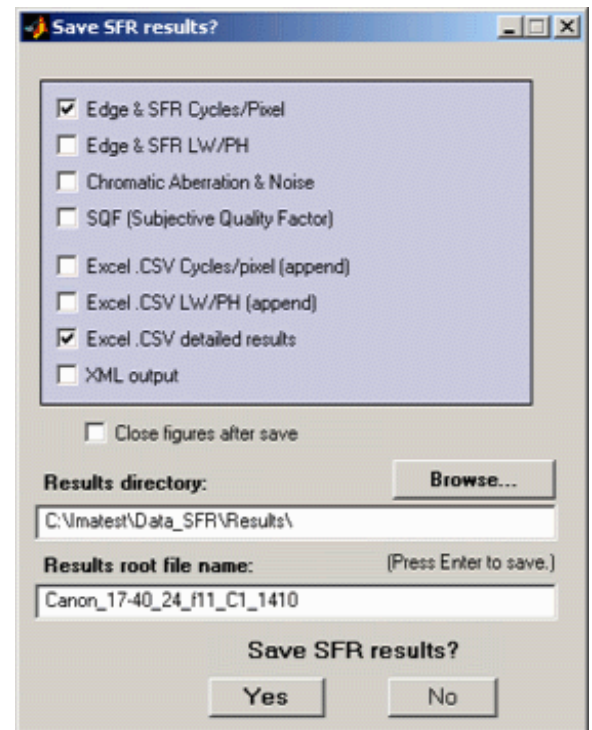 Save SFR results?
Edge & SFR Cycles/Pixel
Edge & SFR LW/PH
Chromatic Aberration & Noise
SQF (Subjective Quality Factor)
Excel .CSV Cycles/pixel (append)
Excel .CSV LW/PH (append)
Excel .CSV detailed results
XML output
Close figures after save
Results directory:
Browse...
C:\Imatest\Data_SFR\Results\
Results root file name:
(Press Enter to save.)
Canon_17-40_24_f11_C1_1410
Save SFR results?
Yes
No